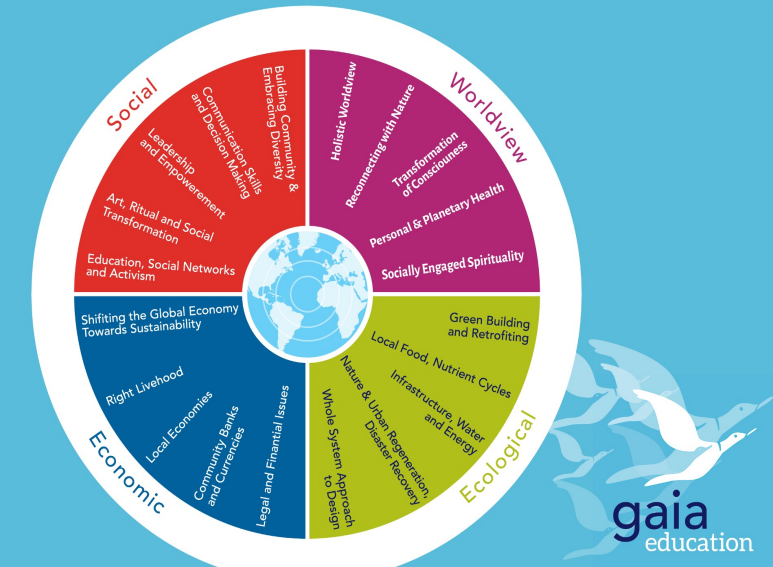 Social
Building Community &
Embracing Diversity
Communication Skills
and Decision Making
Leadership
and Empowerement
Art, Ritual and Social
Transformation
Education, Social Networks
and Activism
Worldview
Holistic Worldview
Reconnecting with Nature
Transformation
of Consciouness
Personal & Planetary Health
Socially Engaged Spirituality
Economic
Shifiting the Global Economy
Towards Sustainability
Right Livehood
Local Economies
Community Banks
and Currencies
Legal and Finantial Issues
Ecological
Green Building
and Retrofiting
Local Food, Nutrient Cycles
Infrastructure, Water
and Energy
Nature & Urban Regeneration,
Disaster Recovery
Whole System Approach
to Design
gaia
education